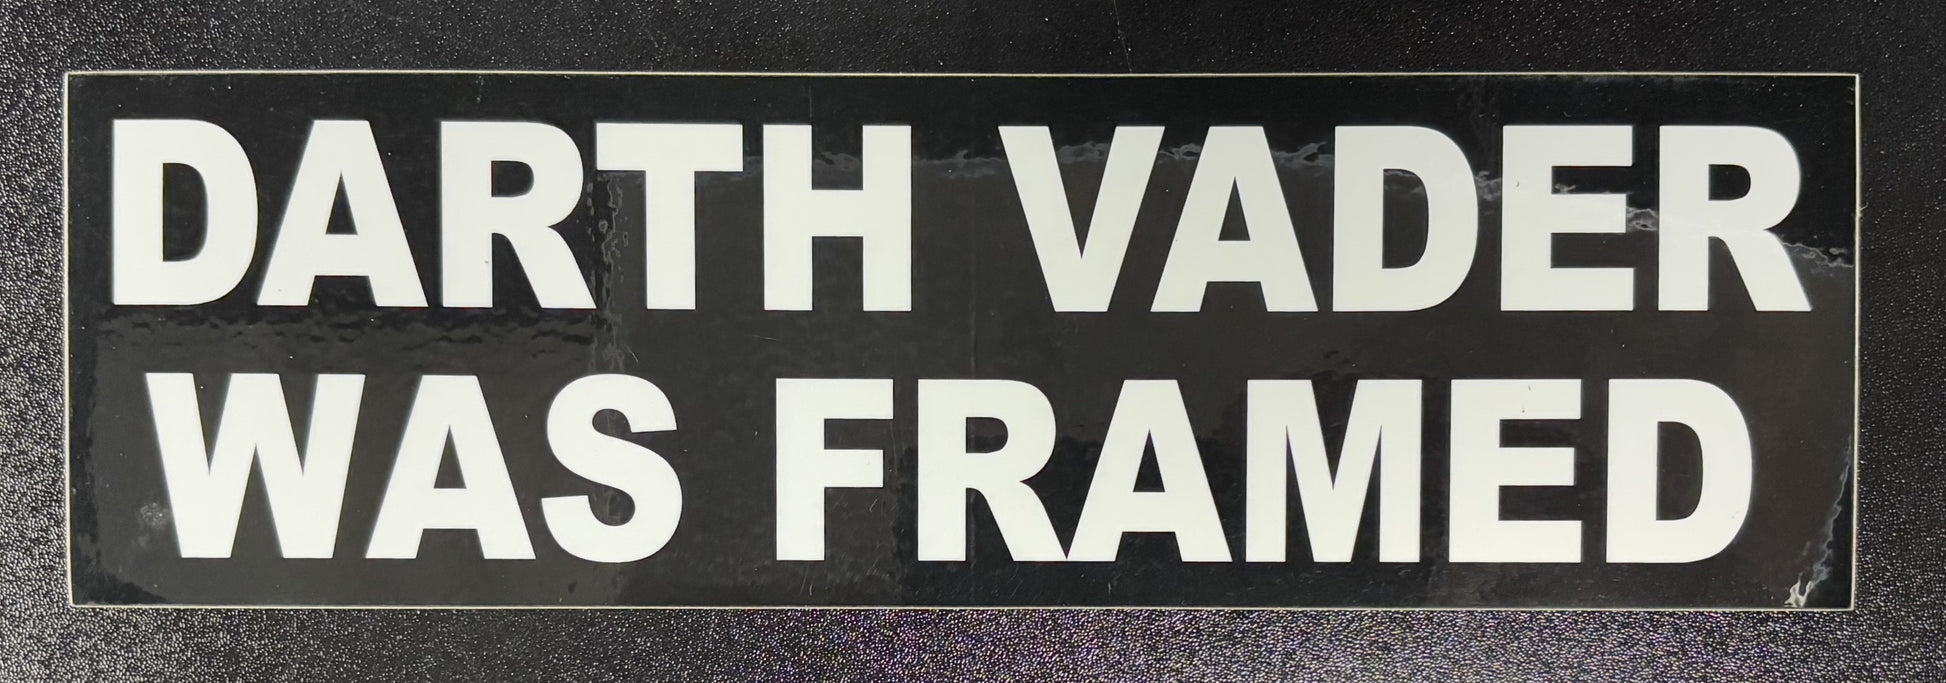 DARTH VADER
WAS FRAMED